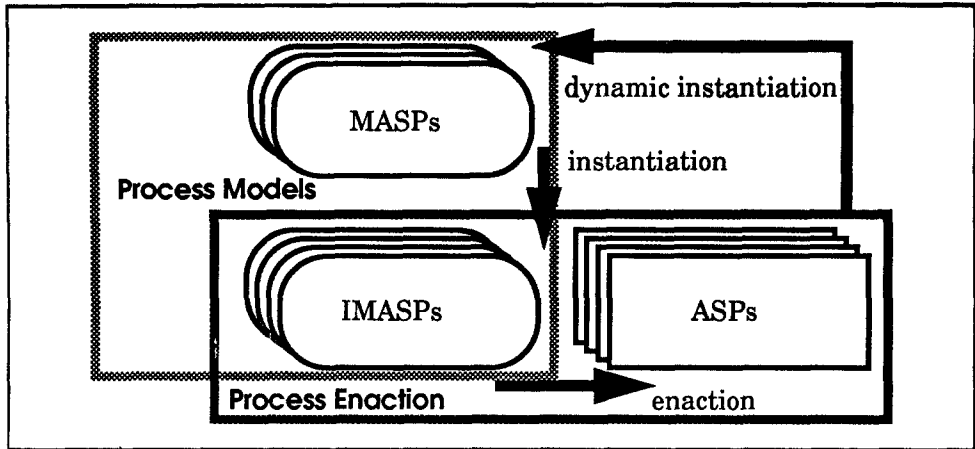 MASPs
dynamic instantiation
instantiation
Process Models
IMASPs
ASPs
Process Enaction
enaction